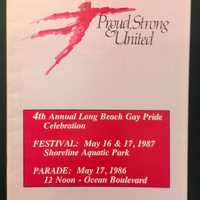 Proud, Strong
United
4th Annual Long Beach Gay Pride
Celebration
FESTIVAL: May 16 & 17, 1987
Shoreline Aquatic Park
PARADE: May 17, 1986
12 Noon - Ocean Boulevard